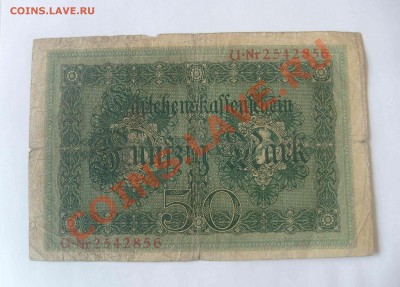 COINS.LAVE.RU
U·Nr 2542856
Darlehenskassenschein
Fünfzig Mark
COINS.LAVE.RU
50
U·Nr 2542856